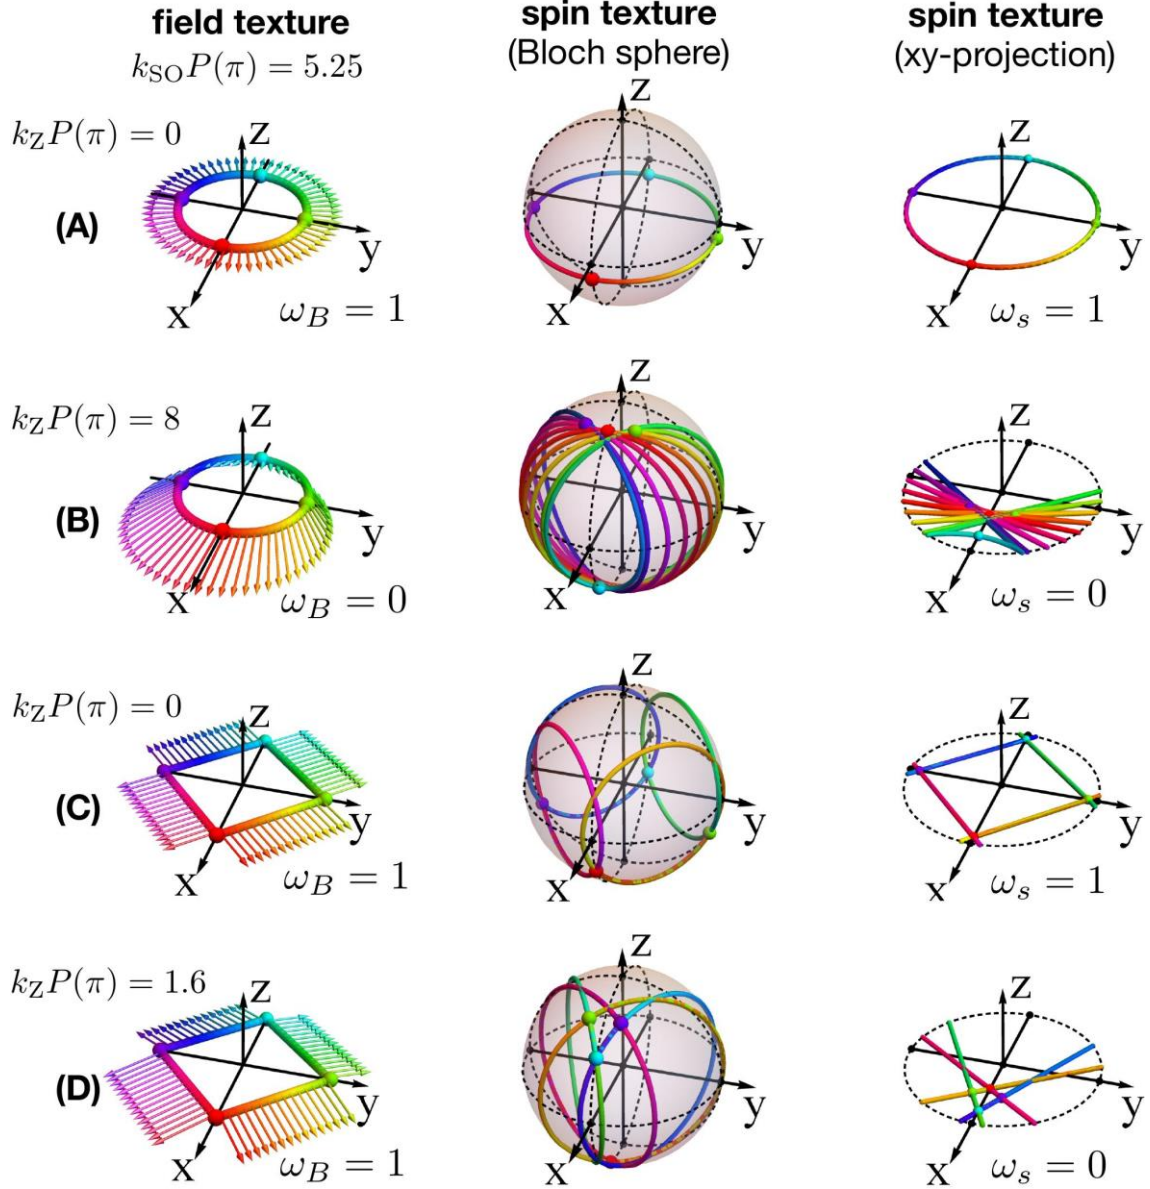 field texture
k_SO P(π) = 5.25
spin texture
(Bloch sphere)
spin texture
(xy-projection)
k_Z P(π) = 0
(A)
z
y
x
ω_B = 1
z
y
x
z
y
x
ω_s = 1
k_Z P(π) = 8
(B)
z
y
x
ω_B = 0
z
y
x
z
y
x
ω_s = 0
k_Z P(π) = 0
(C)
z
y
x
ω_B = 1
z
y
x
z
y
x
ω_s = 1
k_Z P(π) = 1.6
(D)
z
y
x
ω_B = 1
z
y
x
z
y
x
ω_s = 0